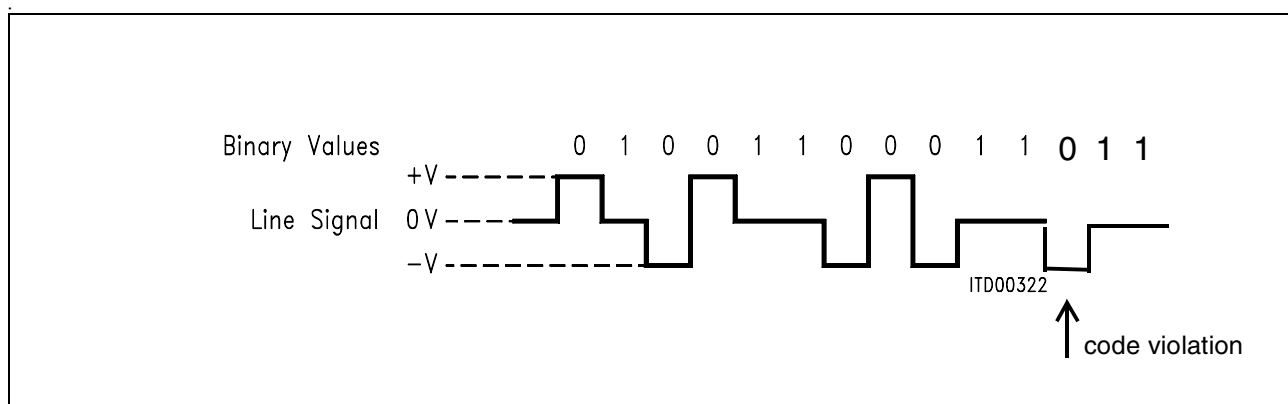 Binary Values 0 1 0 0 1 1 0 0 0 1 1 0 1 1
+V
Line Signal 0V
-V
ITD00322
code violation